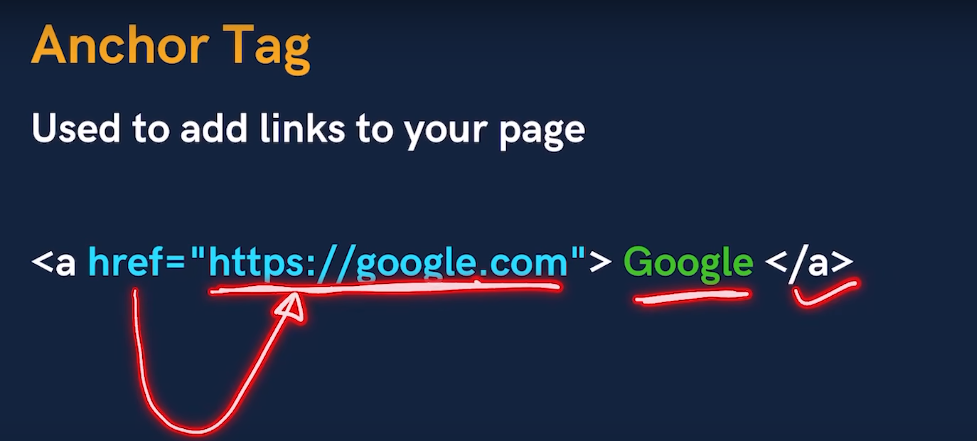 Anchor Tag
Used to add links to your page
<a href="https://google.com"> Google </a>